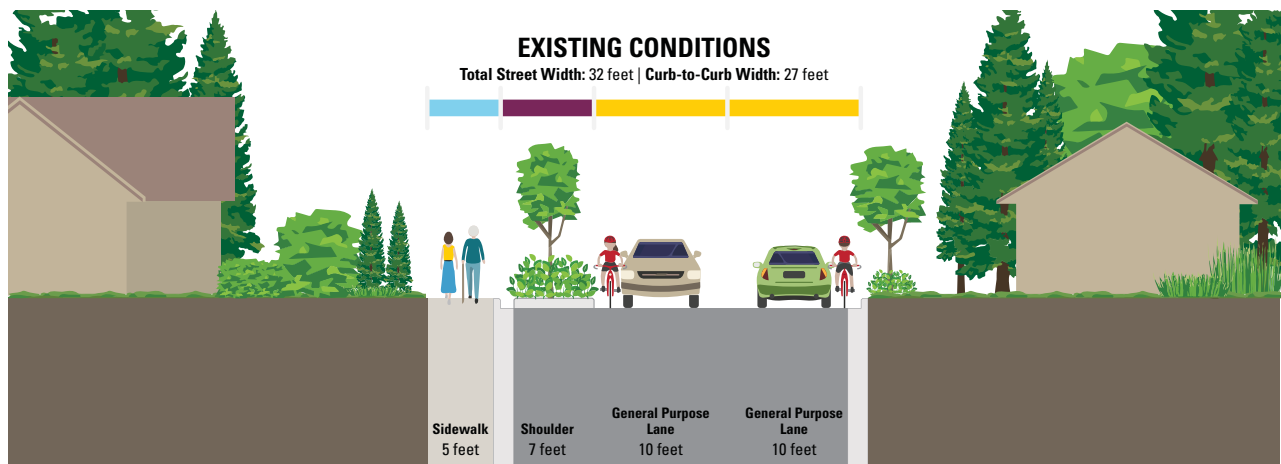 EXISTING CONDITIONS
Total Street Width: 32 feet | Curb-to-Curb Width: 27 feet
Sidewalk
5 feet
Shoulder
7 feet
General Purpose
Lane
10 feet
General Purpose
Lane
10 feet